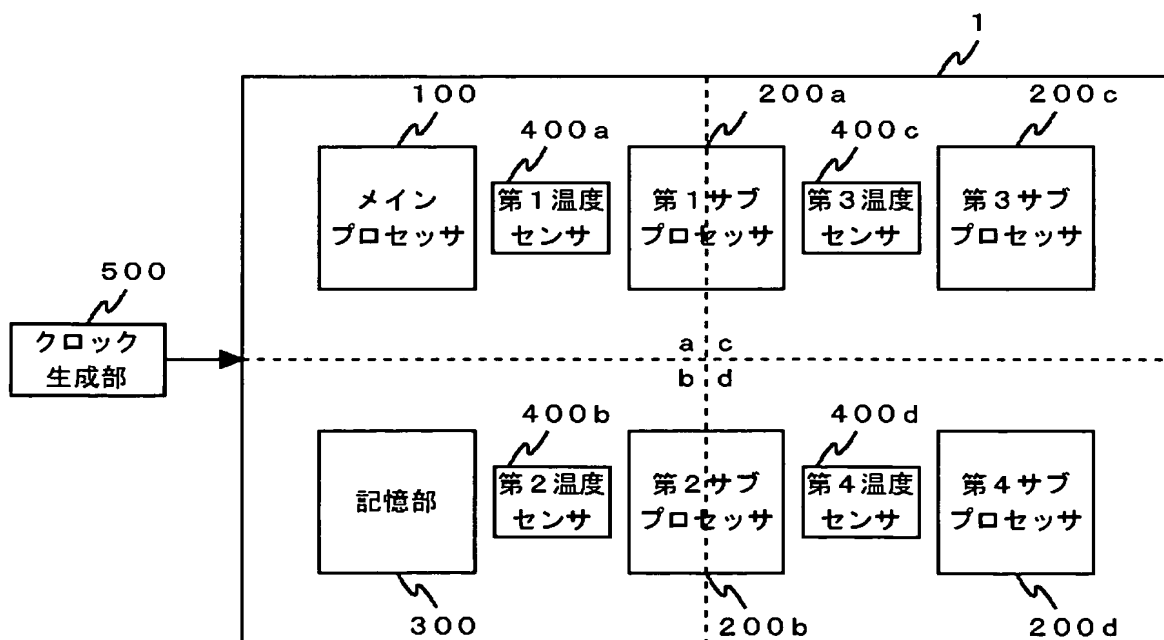 1
100
200a
200c
400a
400c
メイン
プロセッサ
第1温度
センサ
第1サブ
プロセッサ
第3温度
センサ
第3サブ
プロセッサ
500
クロック
生成部
a c
b d
400b
400d
記憶部
第2温度
センサ
第2サブ
プロセッサ
第4温度
センサ
第4サブ
プロセッサ
300
200b
200d